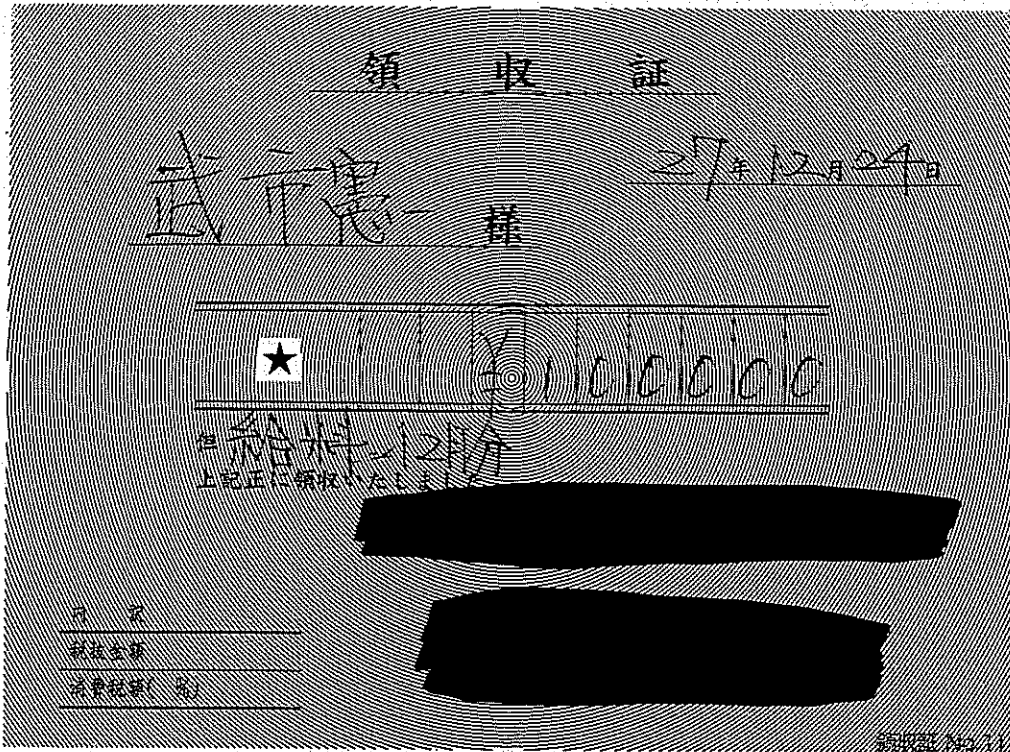 領収証
27年12月24日
武市憲一様
★ ¥100000
但給料12月分
上記正に領収いたしました
内訳
税抜金額
消費税額( %)